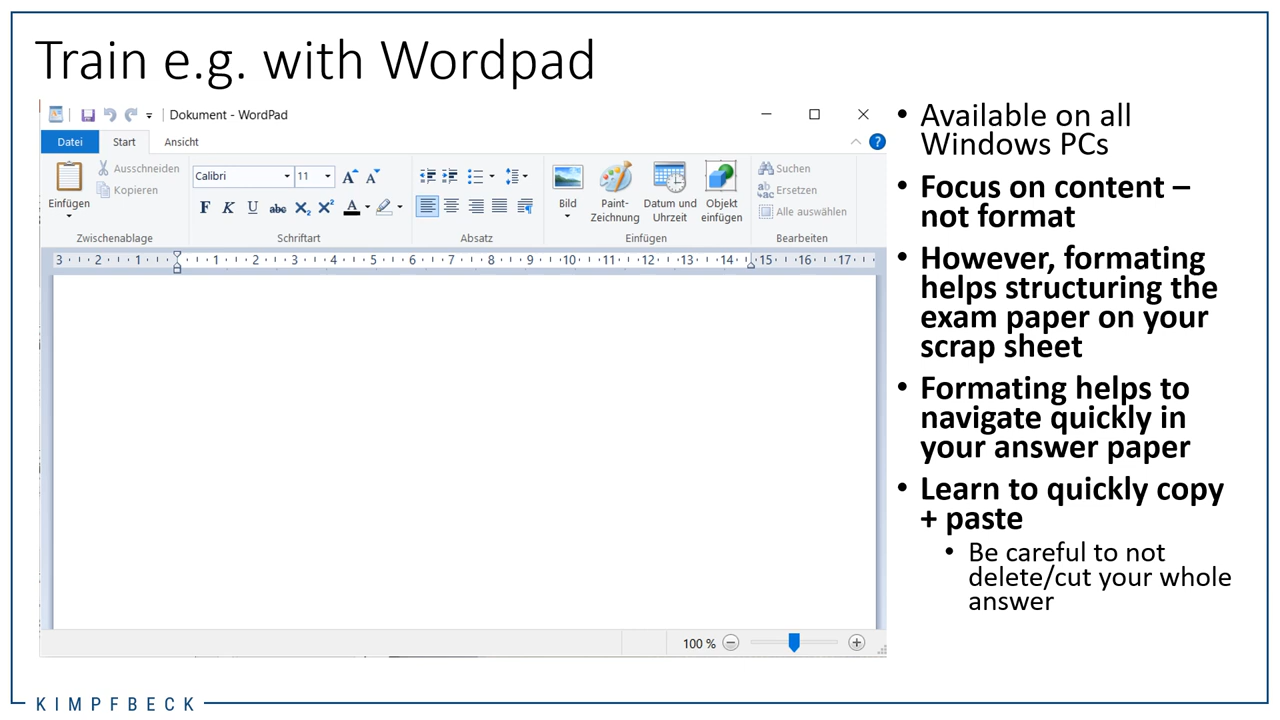 Train e.g. with Wordpad
Dokument - WordPad
Datei Start Ansicht
Einfügen
Ausschneiden
Kopieren
Zwischenablage
Calibri 11
F K U abc X₂ X² A
Schriftart
Absatz
Bild
Paint-
Zeichnung
Datum und
Uhrzeit
Objekt
einfügen
Einfügen
Suchen
Ersetzen
Alle auswählen
Bearbeiten
3 2 1 1 2 3 4 5 6 7 8 9 10 11 12 13 14 15 16 17
100 %
• Available on all
Windows PCs
• Focus on content –
not format
• However, formating
helps structuring the
exam paper on your
scrap sheet
• Formating helps to
navigate quickly in
your answer paper
• Learn to quickly copy
+ paste
• Be careful to not
delete/cut your whole
answer
KIMPFBECK